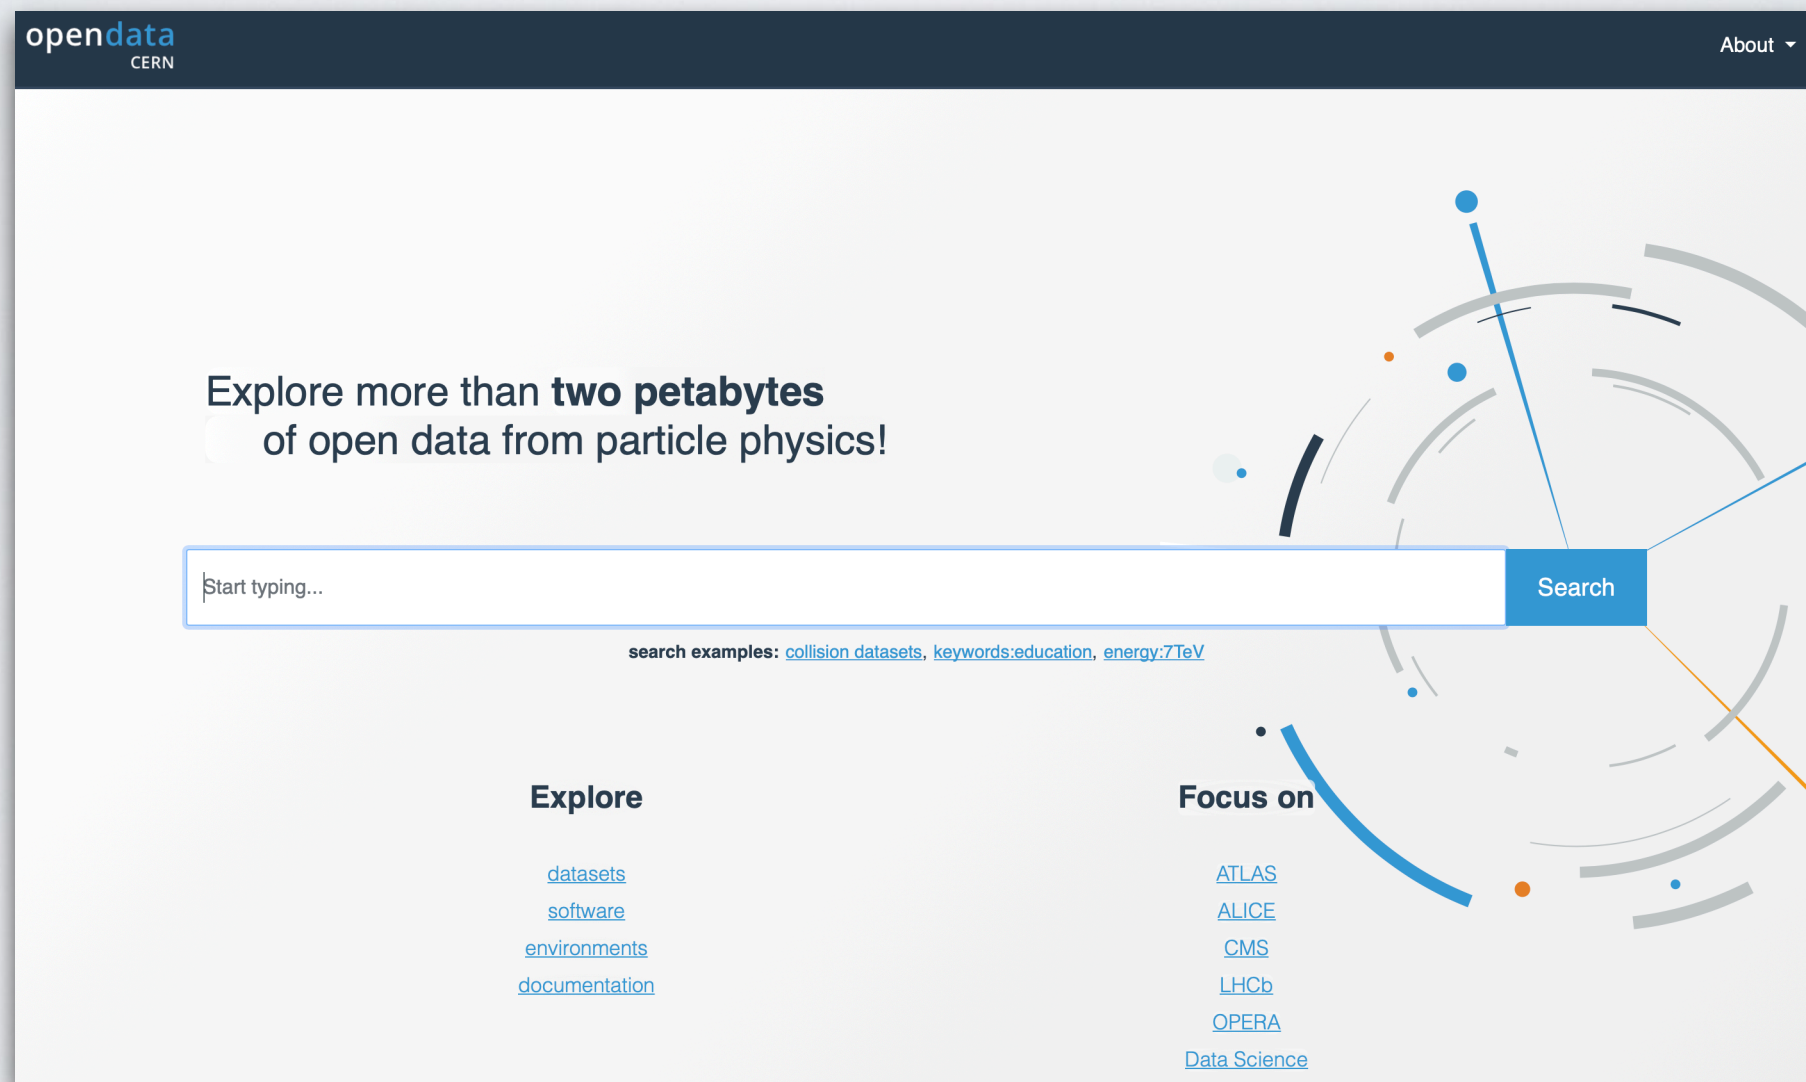 opendata
CERN
About
Explore more than two petabytes
of open data from particle physics!
Start typing...
Search
search examples: collision datasets, keywords:education, energy:7TeV
Explore
datasets
software
environments
documentation
Focus on
ATLAS
ALICE
CMS
LHCb
OPERA
Data Science